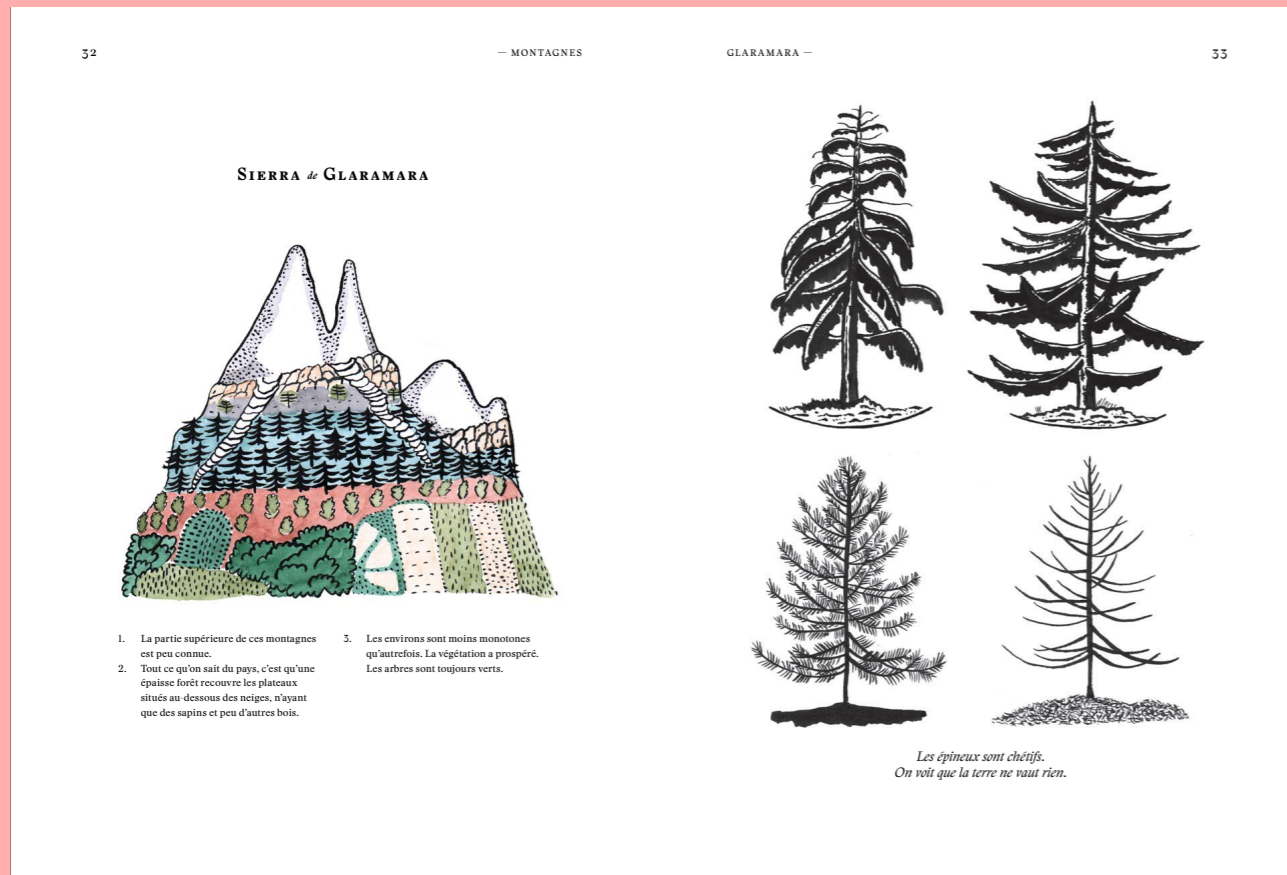 32
— MONTAGNES
SIERRA de GLARAMARA
1. La partie supérieure de ces montagnes
est peu connue.
2. Tout ce qu'on sait du pays, c'est qu'une
épaisse forêt recouvre les plateaux
situés au-dessous des neiges, n'ayant
que des sapins et peu d'autres bois.
3. Les environs sont moins monotones
qu'autrefois. La végétation a prospéré.
Les arbres sont toujours verts.
GLARAMARA —
33
Les épineux sont chétifs.
On voit que la terre ne vaut rien.